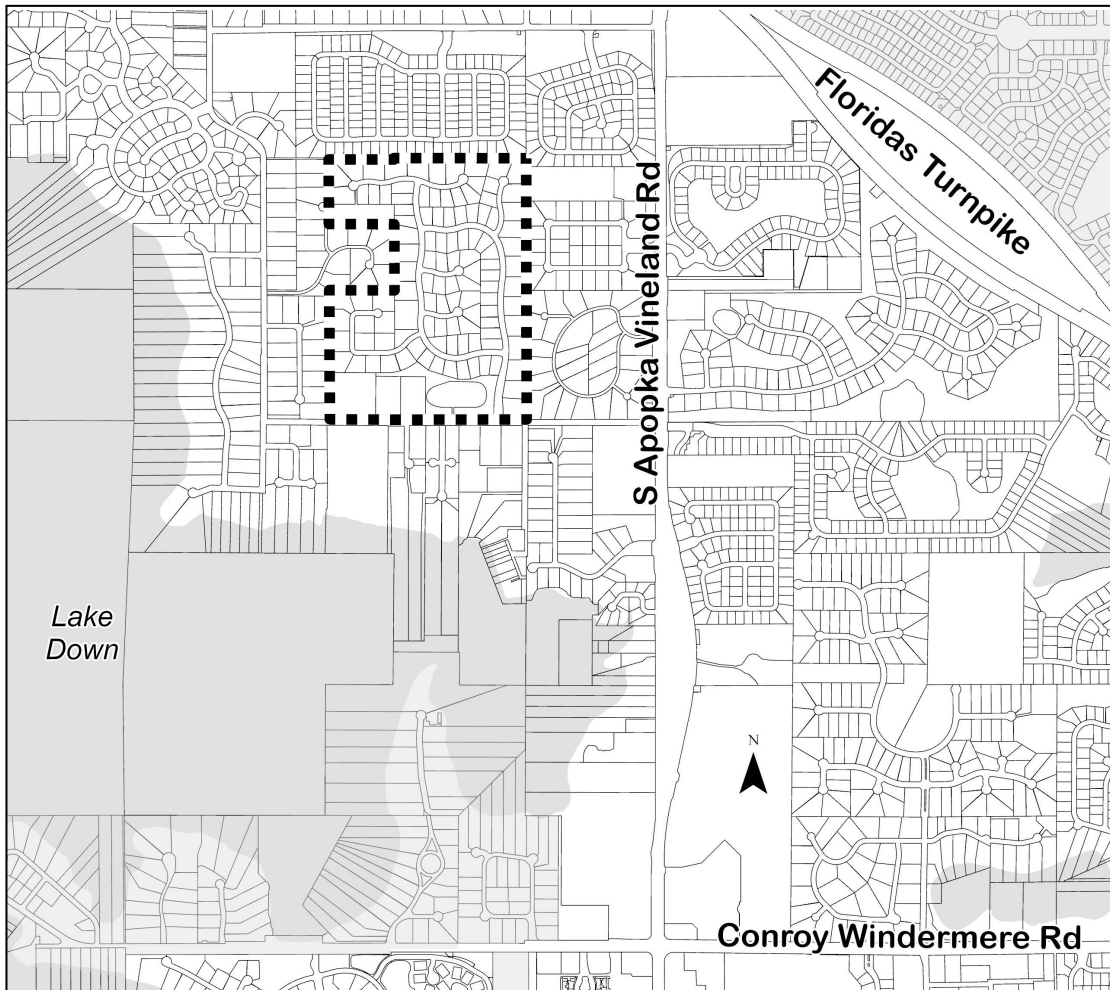 Floridas Turnpike
S Apopka Vineland Rd
Lake
Down
N
Conroy Windermere Rd